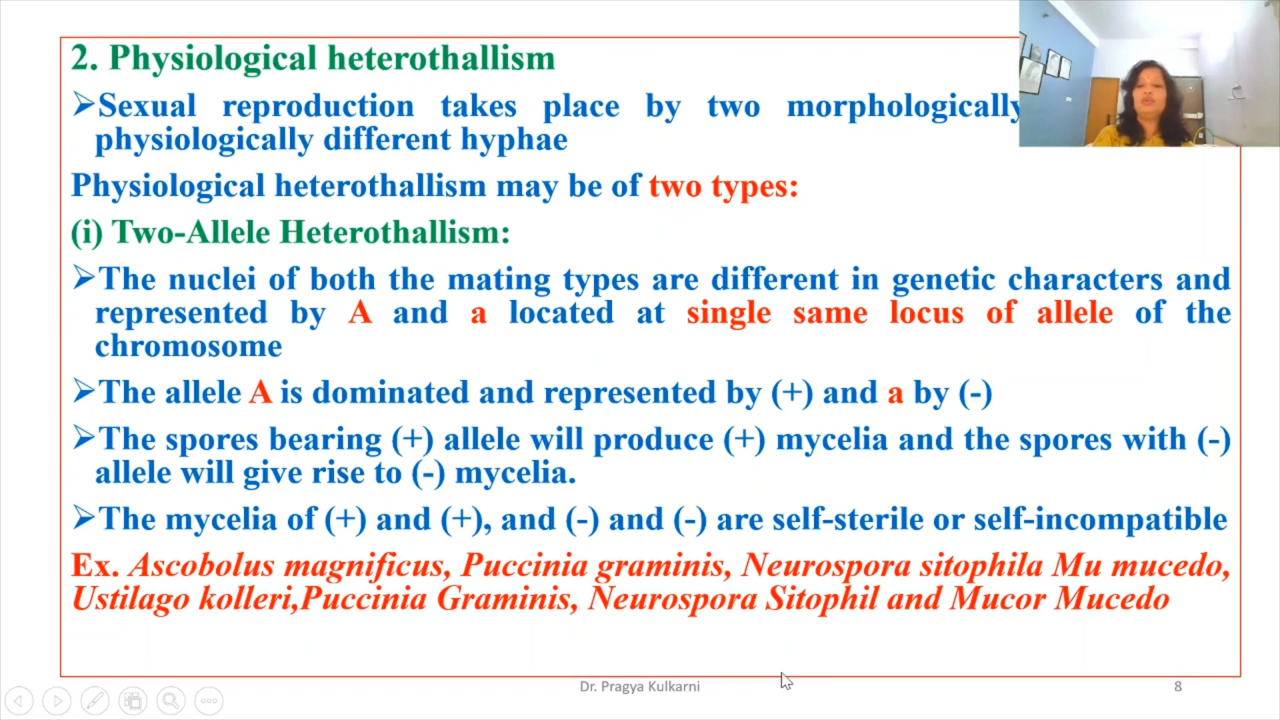 2. Physiological heterothallism
➢Sexual reproduction takes place by two morphologically
physiologically different hyphae
Physiological heterothallism may be of two types:
(i) Two-Allele Heterothallism:
➢The nuclei of both the mating types are different in genetic characters and
represented by A and a located at single same locus of allele of the
chromosome
➢The allele A is dominated and represented by (+) and a by (-)
➢The spores bearing (+) allele will produce (+) mycelia and the spores with (-)
allele will give rise to (-) mycelia.
➢The mycelia of (+) and (+), and (-) and (-) are self-sterile or self-incompatible
Ex. Ascobolus magnificus, Puccinia graminis, Neurospora sitophila Mu mucedo,
Ustilago kolleri,Puccinia Graminis, Neurospora Sitophil and Mucor Mucedo
Dr. Pragya Kulkarni
8